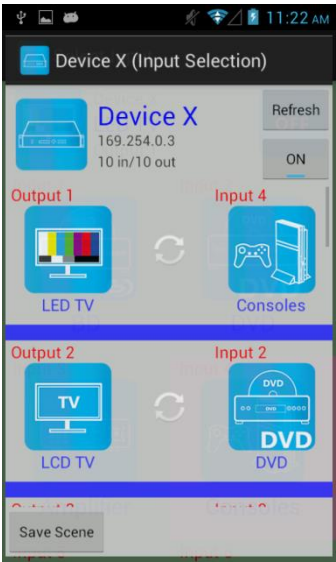 11:22 AM
Device X (Input Selection)
Device X
Refresh
169.254.0.3
10 in/10 out
ON
Output 1
Input 4
LED TV
Consoles
Output 2
Input 2
TV
DVD
DVD
DVD
LCD TV
DVD
Save Scene